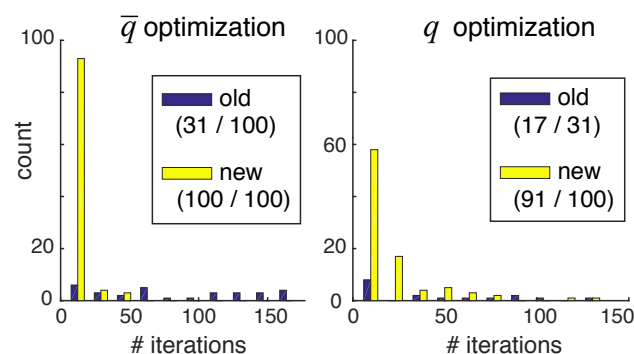 q̅ optimization
100
20
0
count
old
(31 / 100)
new
(100 / 100)
0
50
100
150
# iterations
q optimization
100
60
20
0
old
(17 / 31)
new
(91 / 100)
0
50
100
150
# iterations